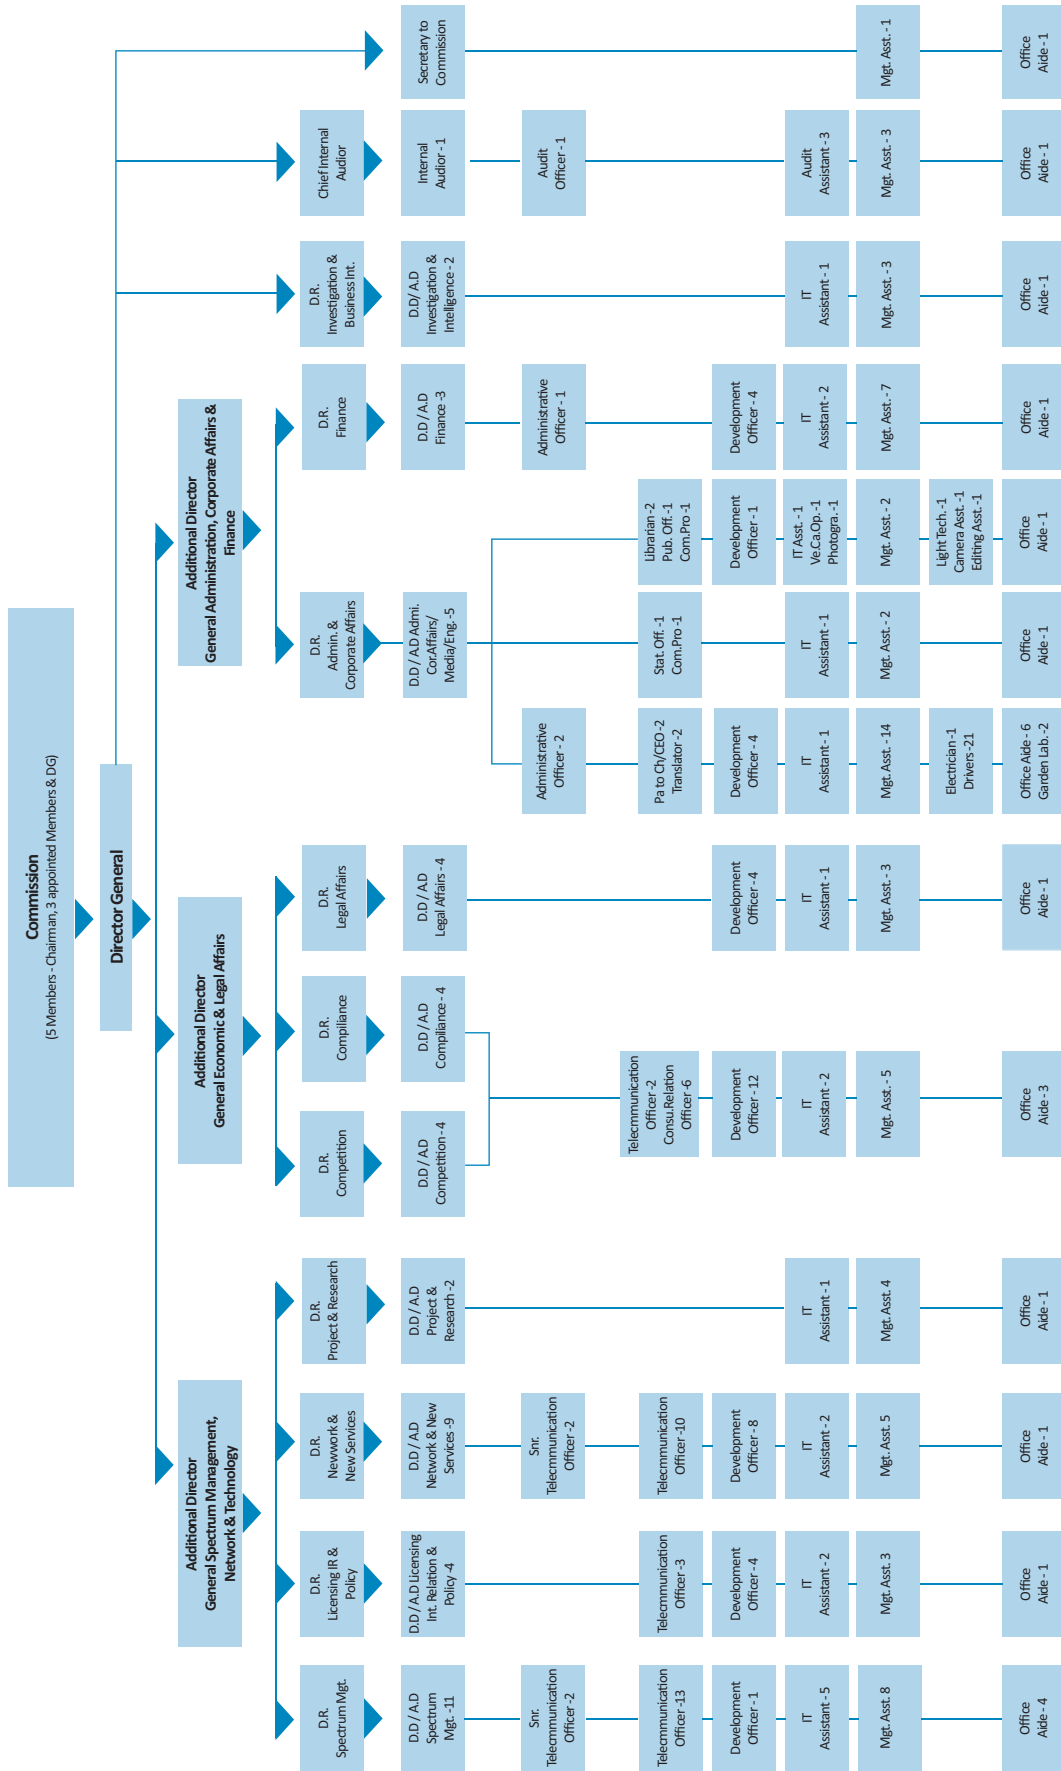 Commission
(5 Members - Chairman, 3 appointed Members & DG)
Director General
Additional Director
General Spectrum Management,
Network & Technology
Additional Director
General Economic & Legal Affairs
Additional Director
General Administration, Corporate Affairs &
Finance
D.R.
Spectrum Mgt.
D.R.
Licensing IR &
Policy
D.R.
Newwork &
New Services
D.R.
Project & Research
D.R.
Competition
D.R.
Compiliance
D.R.
Legal Affairs
D.R.
Admin. &
Corporate Affairs
D.R.
Finance
D.R.
Investigation &
Business Int.
Chief Internal
Audior
D.D / A.D
Spectrum
Mgt. -11
D.D / A.D Licensing
Int. Relation &
Policy -4
D.D / A.D
Network & New
Services -9
D.D / A.D
Project &
Research -2
D.D / A.D
Competition - 4
D.D / A.D
Compiliance - 4
D.D / A.D
Legal Affairs - 4
D.D / A.D Admi.
Cor.Affairs/
Media/Eng.-5
D.D / A.D
Finance -3
D.D/ A.D
Investigation &
Intelligence - 2
Internal
Audior - 1
Secretary to
Commission
Snr.
Telecmmunication
Officer -2
Snr.
Telecmmunication
Officer -2
Administrative
Officer - 2
Administrative
Officer - 1
Audit
Officer - 1
Telecmmunication
Officer -13
Telecmmunication
Officer -3
Telecmmunication
Officer -10
Telecmmunication
Officer -2
Consu.Relation
Officer -6
Pa to Ch/CEO -2
Translator -2
Stat. Off. -1
Com.Pro -1
Librarian -2
Pub. Off. -1
Com.Pro -1
Development
Officer - 1
Development
Officer - 4
Development
Officer - 8
Development
Officer - 12
Development
Officer - 4
Development
Officer - 4
Development
Officer - 1
Development
Officer - 4
IT
Assistant - 5
IT
Assistant - 2
IT
Assistant - 2
IT
Assistant - 1
IT
Assistant - 2
IT
Assistant - 1
IT
Assistant - 1
IT
Assistant - 1
IT Asst. -1
Ve.Ca.Op. -1
Photogra. -1
IT
Assistant - 2
IT
Assistant - 1
Audit
Assistant - 3
Mgt. Asst. 8
Mgt. Asst. 3
Mgt. Asst. 5
Mgt. Asst. 4
Mgt. Asst. - 5
Mgt. Asst. - 3
Mgt. Asst. - 14
Mgt. Asst. - 2
Mgt. Asst. - 2
Mgt. Asst. - 7
Mgt. Asst. - 3
Mgt. Asst. - 3
Mgt. Asst. - 1
Electrician -1
Drivers -21
Light Tech. -1
Camera Asst. -1
Editing Asst. -1
Office
Aide - 4
Office
Aide - 1
Office
Aide - 1
Office
Aide - 1
Office
Aide - 3
Office
Aide - 1
Office Aide - 6
Garden Lab. -2
Office
Aide - 1
Office
Aide - 1
Office
Aide - 1
Office
Aide - 1
Office
Aide - 1
Office
Aide - 1